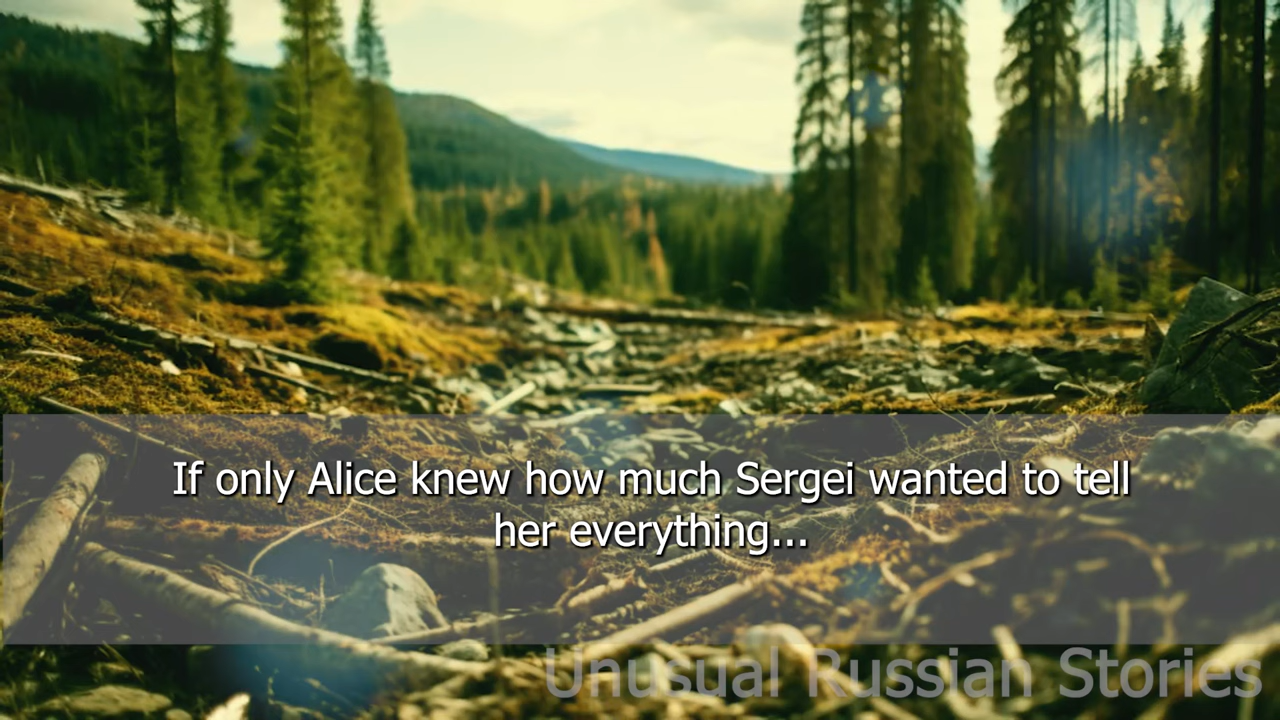 If only Alice knew how much Sergei wanted to tell
her everything...
Unusual Russian Stories